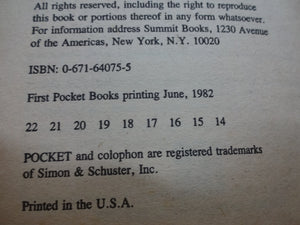 All rights reserved, including the right to reproduce
this book or portions thereof in any form whatsoever.
For information address Summit Books, 1230 Avenue
of the Americas, New York, N.Y. 10020
ISBN: 0-671-64075-5
First Pocket Books printing June, 1982
22 21 20 19 18 17 16 15 14
POCKET and colophon are registered trademarks
of Simon & Schuster, Inc.
Printed in the U.S.A.